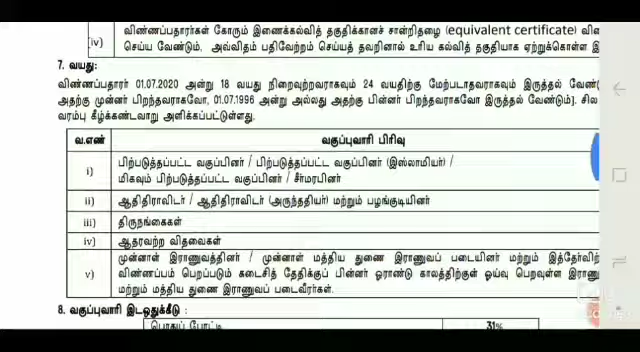 விண்ணப்பதாரர்கள் கோரும் இணைக்கல்வித் தகுதிக்கான சான்றிதழை (equivalent certificate)
iv)
செய்ய வேண்டும். அவ்விதம் பதிவேற்றம் செய்யத் தவறினால் உரிய கல்வித் தகுதியாக ஏற்றுக்கொள்ள
7. வயது:
விண்ணப்பதாரர் 01.07.2020 அன்று 18 வயது நிறைவுற்றவராகவும் 24 வயதிற்கு மேற்படாதவராகவும் இருத்தல்
அதற்கு முன்னர் பிறந்தவராகவோ, 01.07.1996 அன்று அல்லது அதற்கு பின்னர் பிறந்தவராகவோ இருத்தல் வேண்டும்]. சில
வரம்பு கீழ்க்கண்டவாறு அளிக்கப்பட்டுள்ளது.
வ.எண் வகுப்புவாரி பிரிவு
i) பிற்படுத்தப்பட்ட வகுப்பினர் / பிற்படுத்தப்பட்ட வகுப்பினர் (இஸ்லாமியர்) /
மிகவும் பிற்படுத்தப்பட்ட வகுப்பினர் / சீர்மரபினர்
ii) ஆதிதிராவிடர் / ஆதிதிராவிடர் (அருந்ததியர்) மற்றும் பழங்குடியினர்
iii) திருநங்கைகள்
iv) ஆதரவற்ற விதவைகள்
முன்னாள் இராணுவத்தினர் / முன்னாள் மத்திய துணை இராணுவப் படையினர் மற்றும்
v) விண்ணப்பம் பெறப்படும் கடைசித் தேதிக்குப் பின்னர் ஓராண்டு காலத்திற்குள் ஓய்வு பெறவுள்ள
மற்றும் மத்திய துணை இராணுவப் படைவீரர்கள்.
8. வகுப்புவாரி இடஒதுக்கீடு :
பொதுப் போட்டி 31%